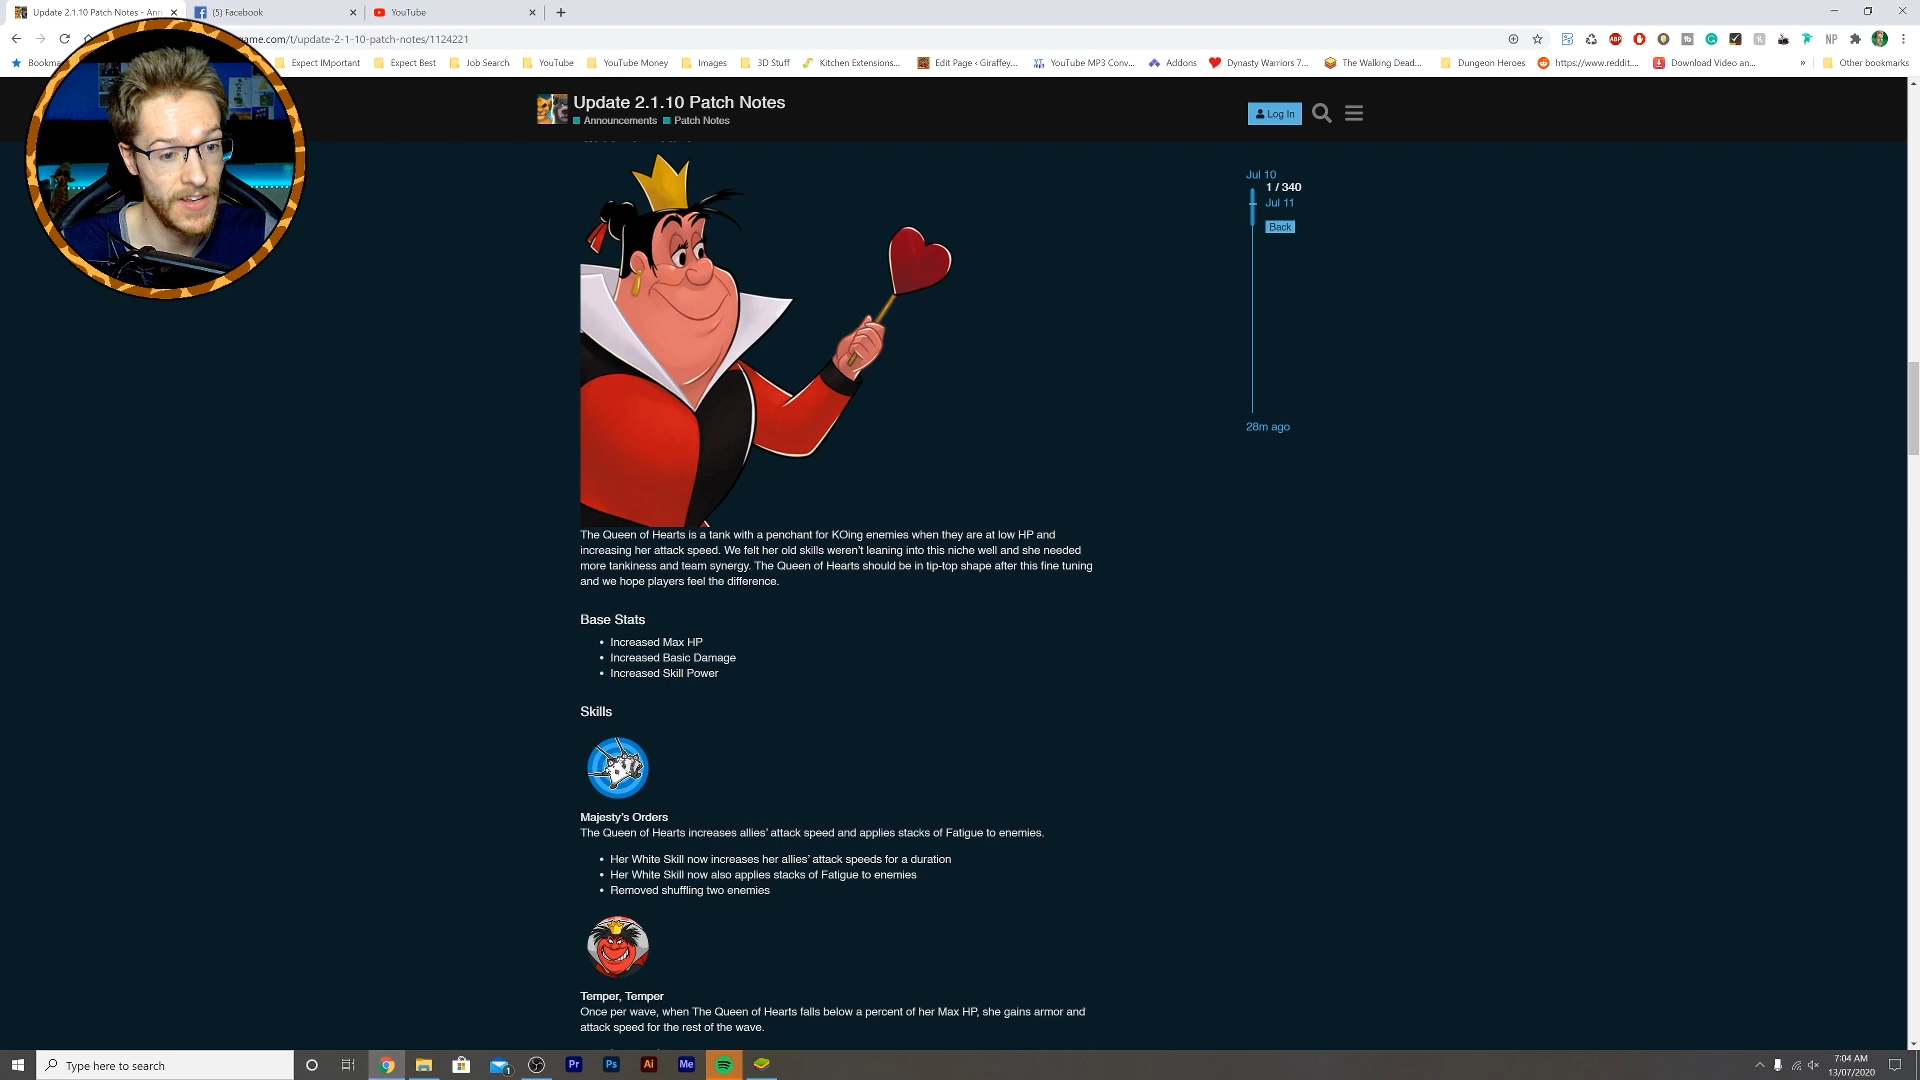 Update 2.1.10 Patch Notes - Ann
(5) Facebook
YouTube
game.com/t/update-2-1-10-patch-notes/1124221
Bookma
Expect IMportant
Expect Best
Job Search
YouTube
YouTube Money
Images
3D Stuff
Kitchen Extensions...
Edit Page ‹ Giraffey...
YouTube MP3 Conv...
Addons
Dynasty Warriors 7...
The Walking Dead...
Dungeon Heroes
https://www.reddit....
Download Video an...
»
Other bookmarks
Update 2.1.10 Patch Notes
Announcements Patch Notes
Log In
Jul 10
1 / 340
Jul 11
Back
28m ago
The Queen of Hearts is a tank with a penchant for KOing enemies when they are at low HP and
increasing her attack speed. We felt her old skills weren't leaning into this niche well and she needed
more tankiness and team synergy. The Queen of Hearts should be in tip-top shape after this fine tuning
and we hope players feel the difference.
Base Stats
• Increased Max HP
• Increased Basic Damage
• Increased Skill Power
Skills
Majesty's Orders
The Queen of Hearts increases allies' attack speed and applies stacks of Fatigue to enemies.
• Her White Skill now increases her allies' attack speeds for a duration
• Her White Skill now also applies stacks of Fatigue to enemies
• Removed shuffling two enemies
Temper, Temper
Once per wave, when The Queen of Hearts falls below a percent of her Max HP, she gains armor and
attack speed for the rest of the wave.
Type here to search
1
Pr
Ps
Ai
Me
7:04 AM
13/07/2020
ABP
NP